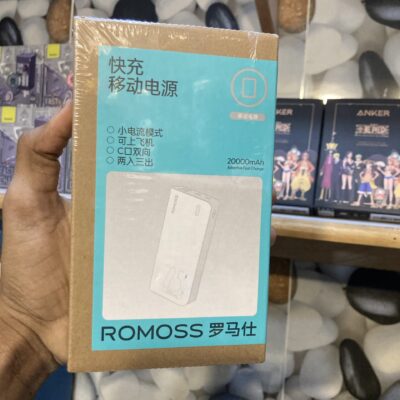 快充
移动电源
小电流模式
可上飞机
C口双向
两入三出
20000mAh
ROMOSS 罗马仕
ANKER
ANKER